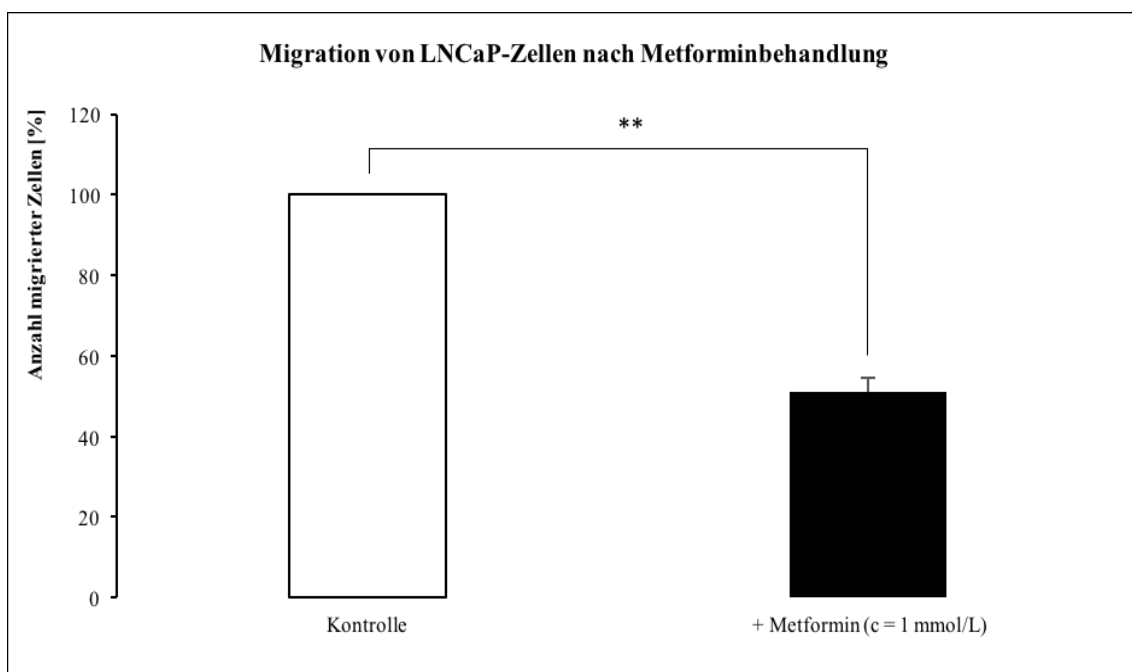 Migration von LNCaP-Zellen nach Metforminbehandlung
Anzahl migrierter Zellen [%]
120
100
80
60
40
20
0
**
Kontrolle
+ Metformin (c = 1 mmol/L)